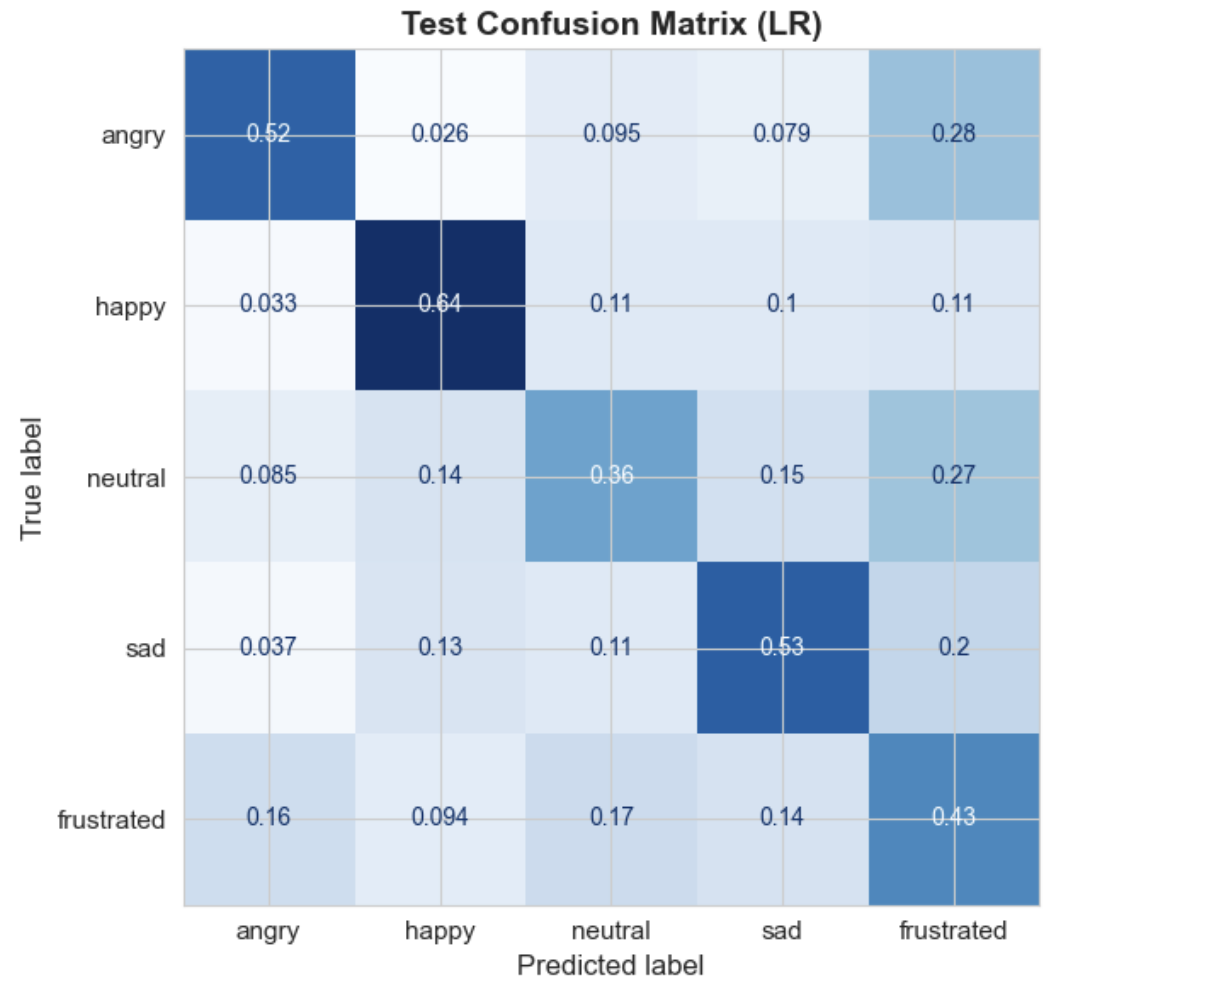 Test Confusion Matrix (LR)
angry 0.52 0.026 0.095 0.079 0.28
happy 0.033 0.64 0.11 0.1 0.11
True label
neutral 0.085 0.14 0.36 0.15 0.27
sad 0.037 0.13 0.11 0.53 0.2
frustrated 0.16 0.094 0.17 0.14 0.43
angry happy neutral sad frustrated
Predicted label